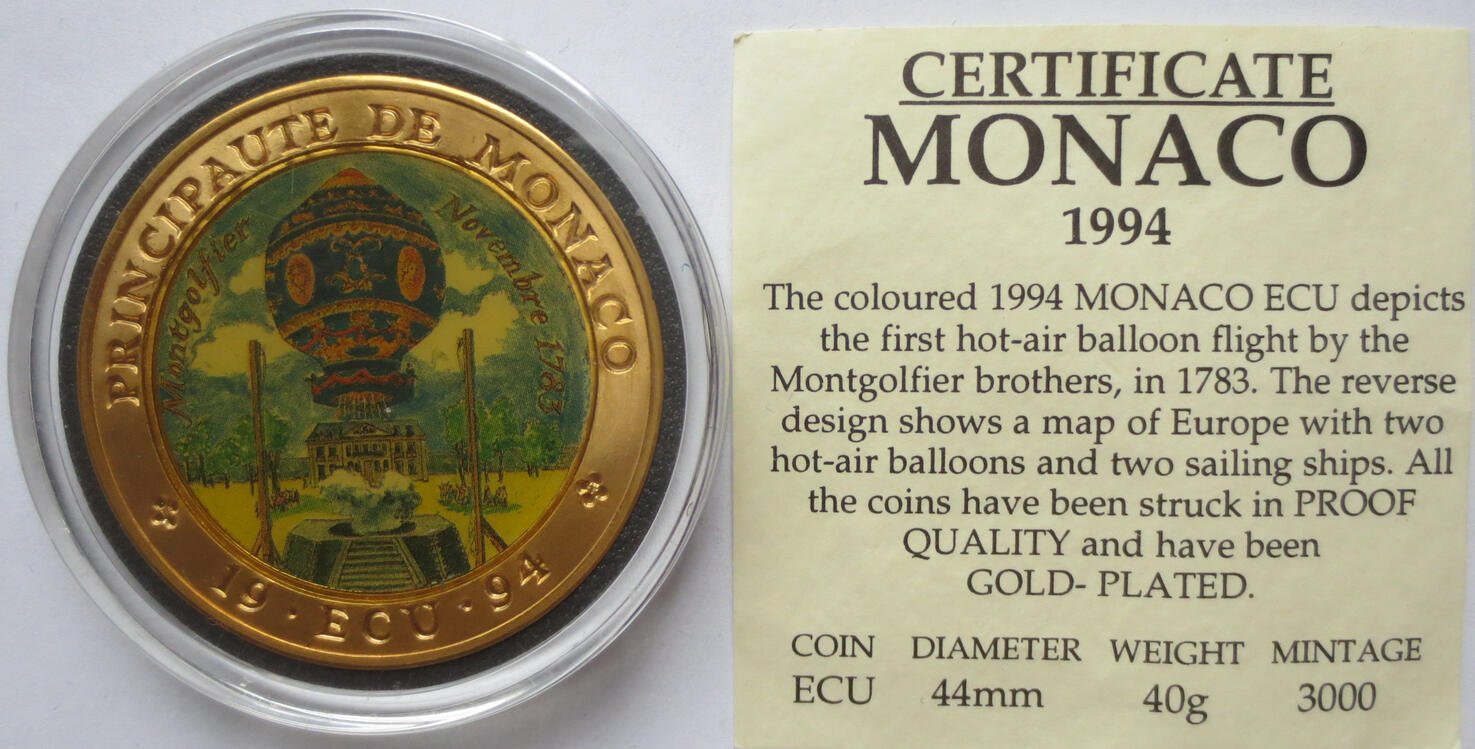 PRINCIPAUTE DE MONACO
Montgolfier
Novembre 1783
19 · ECU · 94
CERTIFICATE
MONACO
1994
The coloured 1994 MONACO ECU depicts
the first hot-air balloon flight by the
Montgolfier brothers, in 1783. The reverse
design shows a map of Europe with two
hot-air balloons and two sailing ships. All
the coins have been struck in PROOF
QUALITY and have been
GOLD- PLATED.
COIN DIAMETER WEIGHT MINTAGE
ECU 44mm 40g 3000